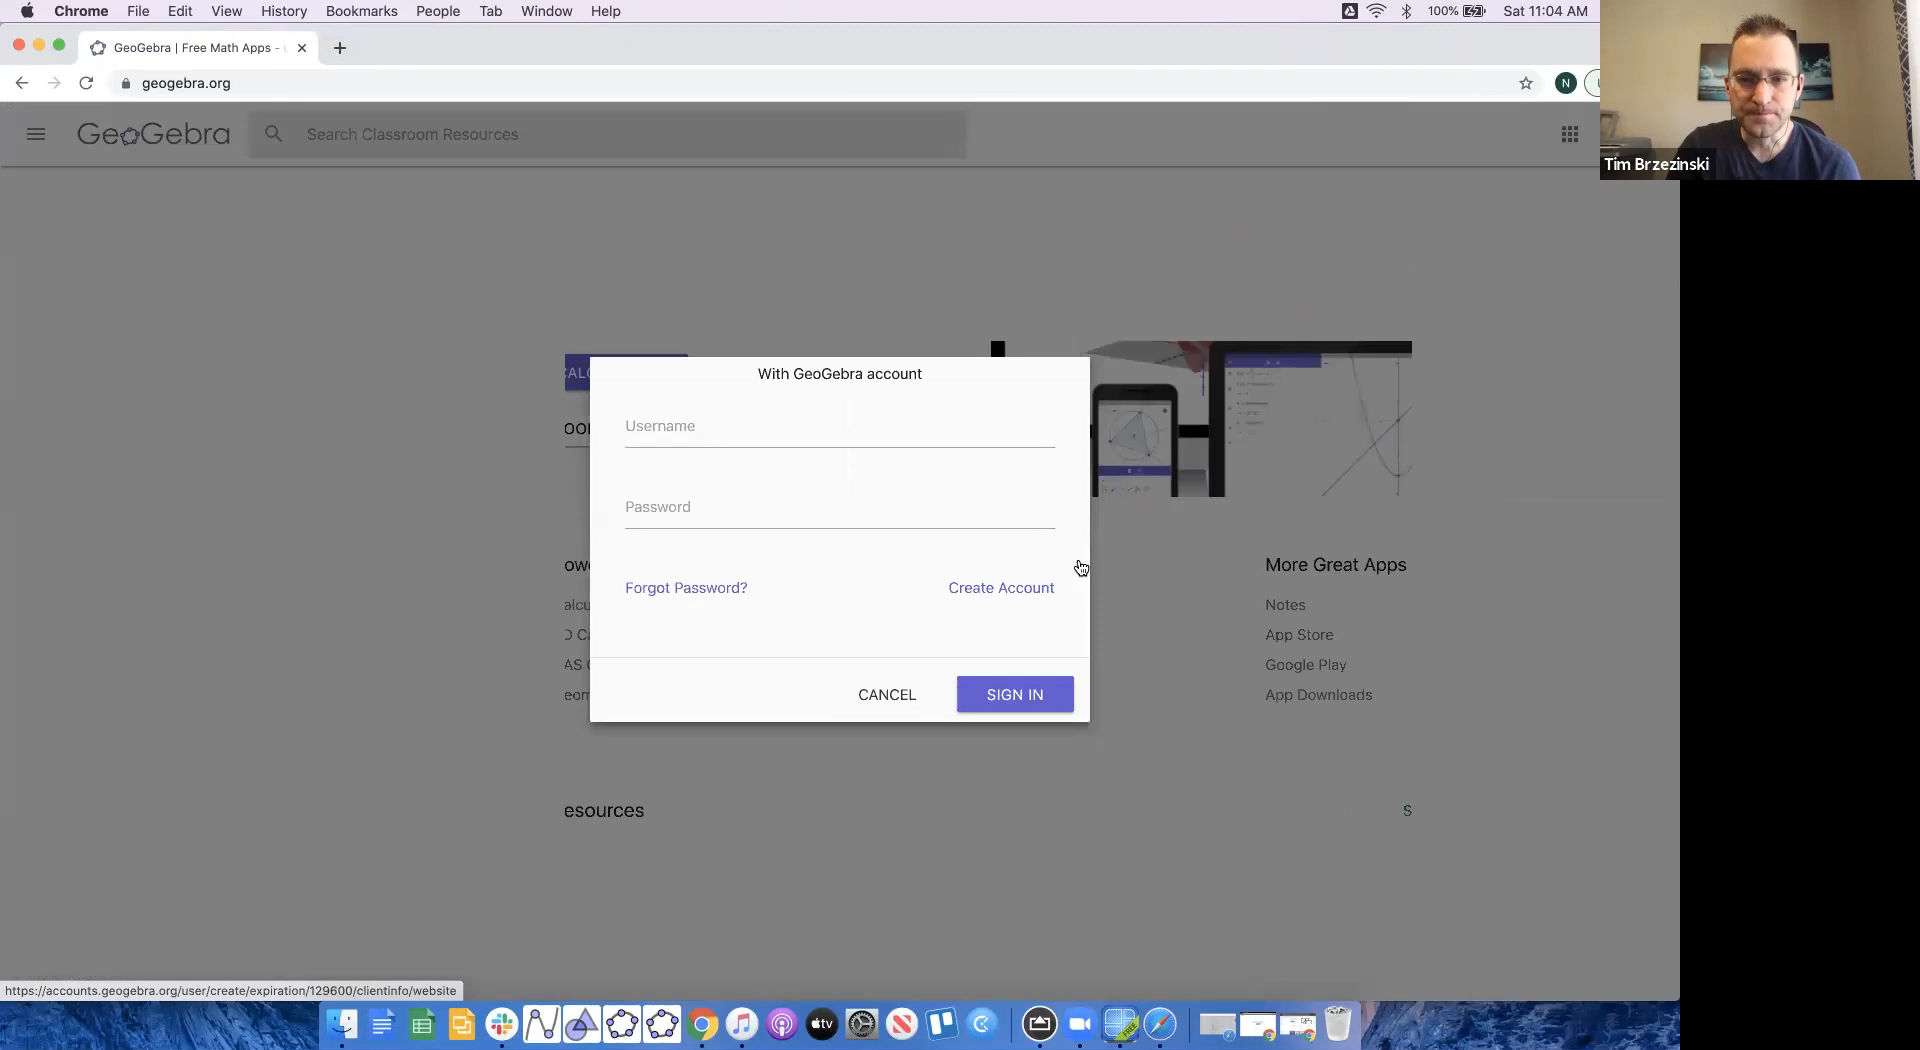 Chrome File Edit View History Bookmarks People Tab Window Help
100% Sat 11:04 AM
GeoGebra | Free Math Apps -
geogebra.org
N
Tim Brzezinski
GeoGebra
Search Classroom Resources
With GeoGebra account
Username
Password
Forgot Password? Create Account
CANCEL SIGN IN
More Great Apps
Notes
App Store
Google Play
App Downloads
esources
S
https://accounts.geogebra.org/user/create/expiration/129600/clientinfo/website
tv
FREE